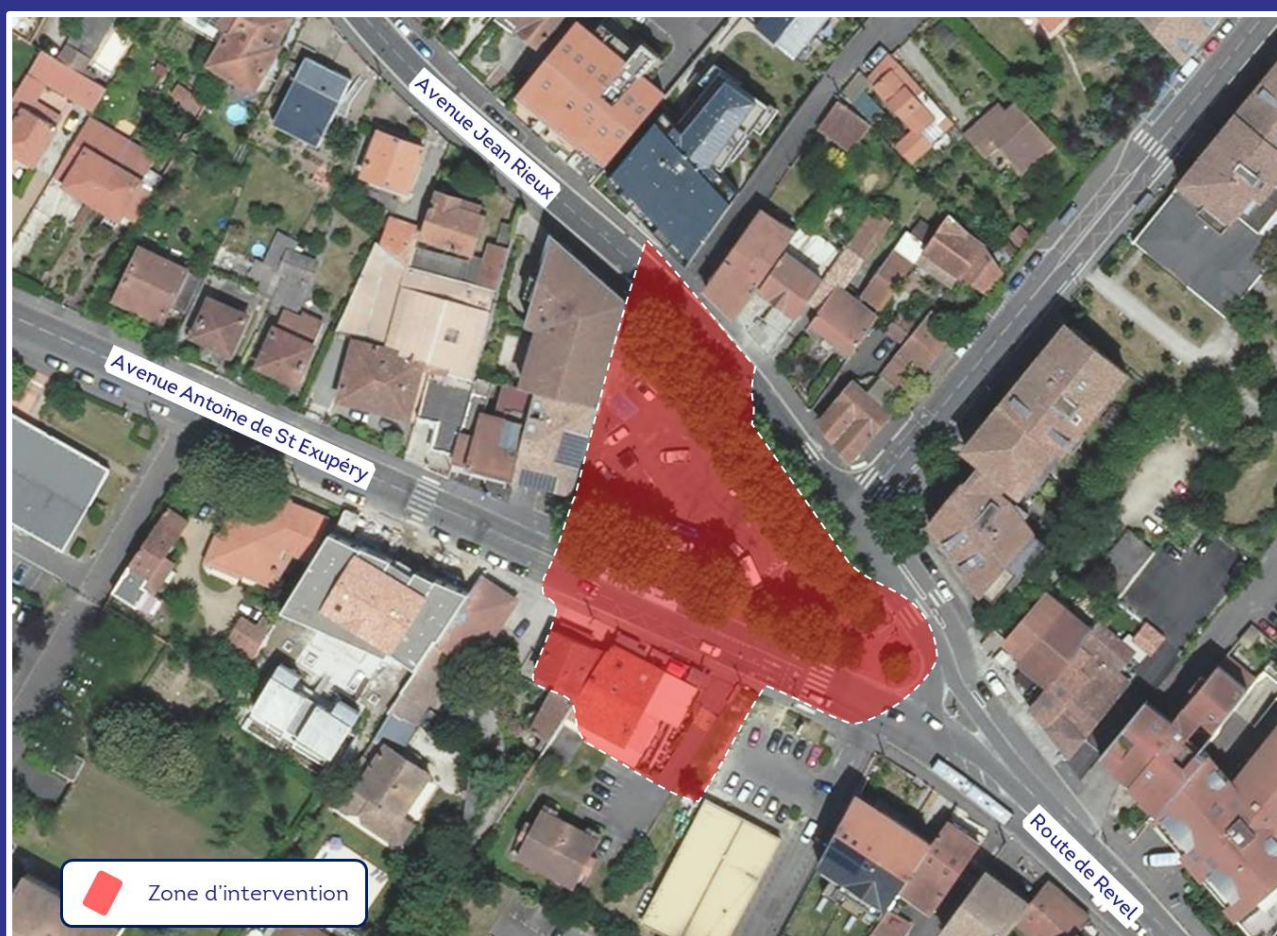 Avenue Jean Rieux
Avenue Antoine de St Exupéry
Route de Revel
Zone d'intervention